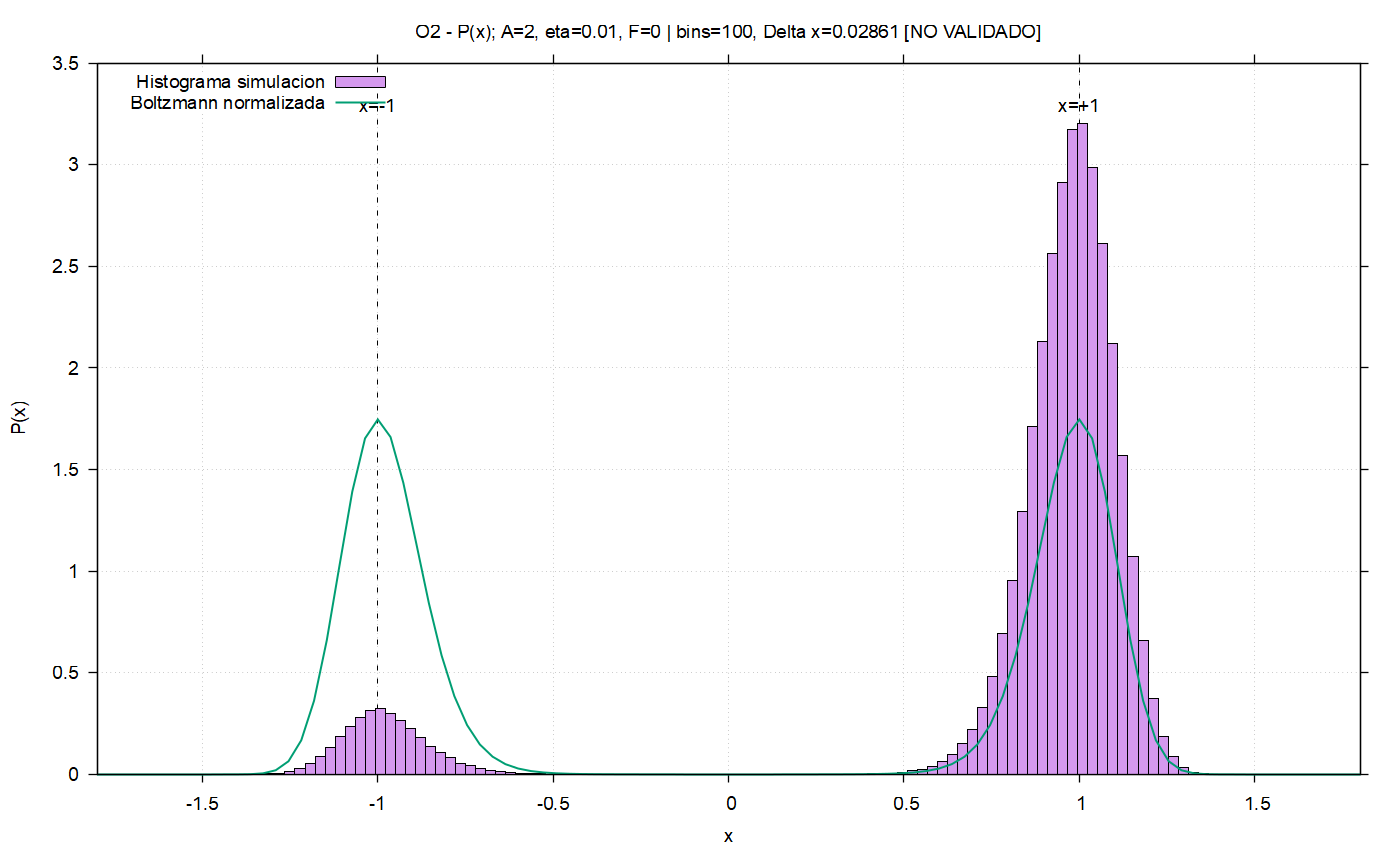 O2 - P(x); A=2, eta=0.01, F=0 | bins=100, Delta x=0.02861 [NO VALIDADO]
3.5
Histograma simulacion
Boltzmann normalizada
x=-1
x=+1
3
2.5
2
1.5
1
0.5
0
P(x)
-1.5
-1
-0.5
0
0.5
1
1.5
x